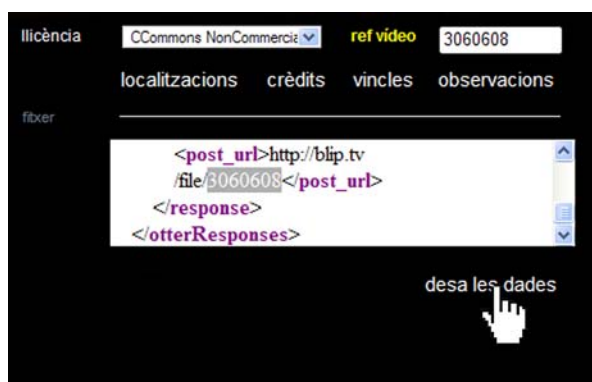 llicència CCommons NonCommercia ref vídeo 3060608
localitzacions crèdits vincles observacions
fitxer
<post_url>http://blip.tv
/file/3060608</post_url>
</response>
</otterResponses>
desa les dades